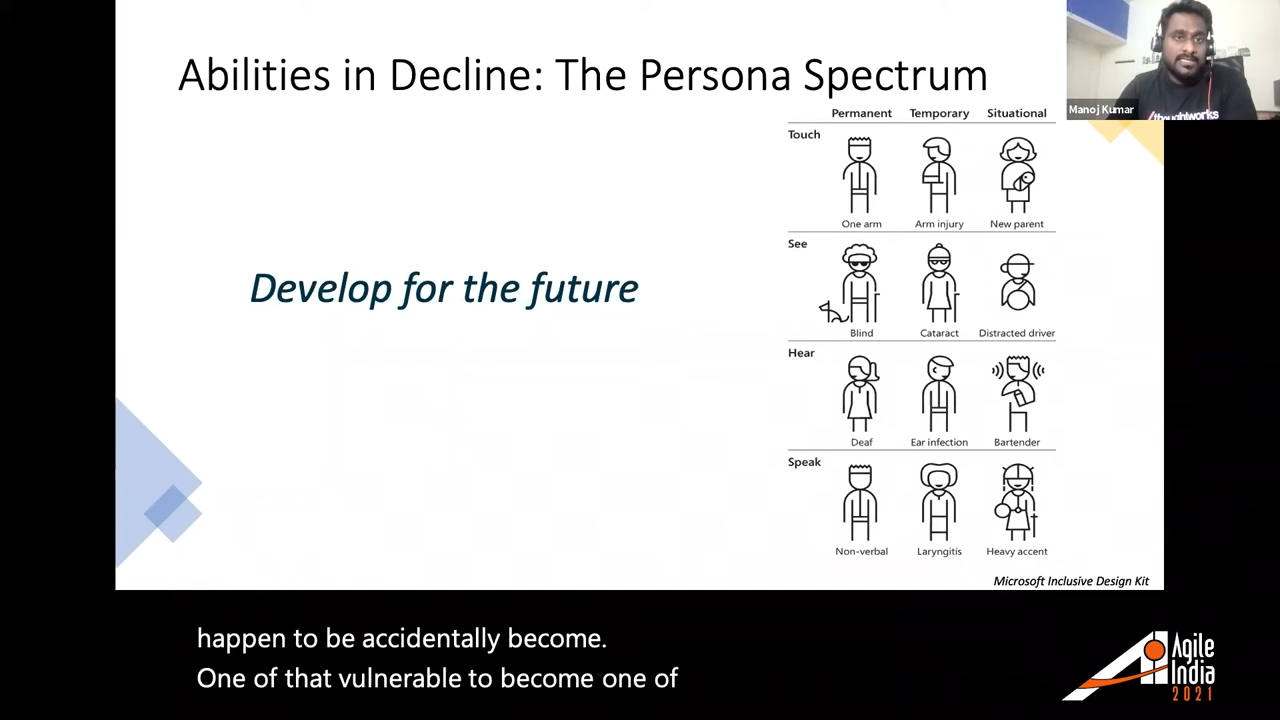 Abilities in Decline: The Persona Spectrum
Manoj Kumar
/thoughtworks
Develop for the future
Permanent Temporary Situational
Touch
One arm Arm injury New parent
See
Blind Cataract Distracted driver
Hear
Deaf Ear infection Bartender
Speak
Non-verbal Laryngitis Heavy accent
Microsoft Inclusive Design Kit
happen to be accidentally become.
One of that vulnerable to become one of
Agile
India
2021